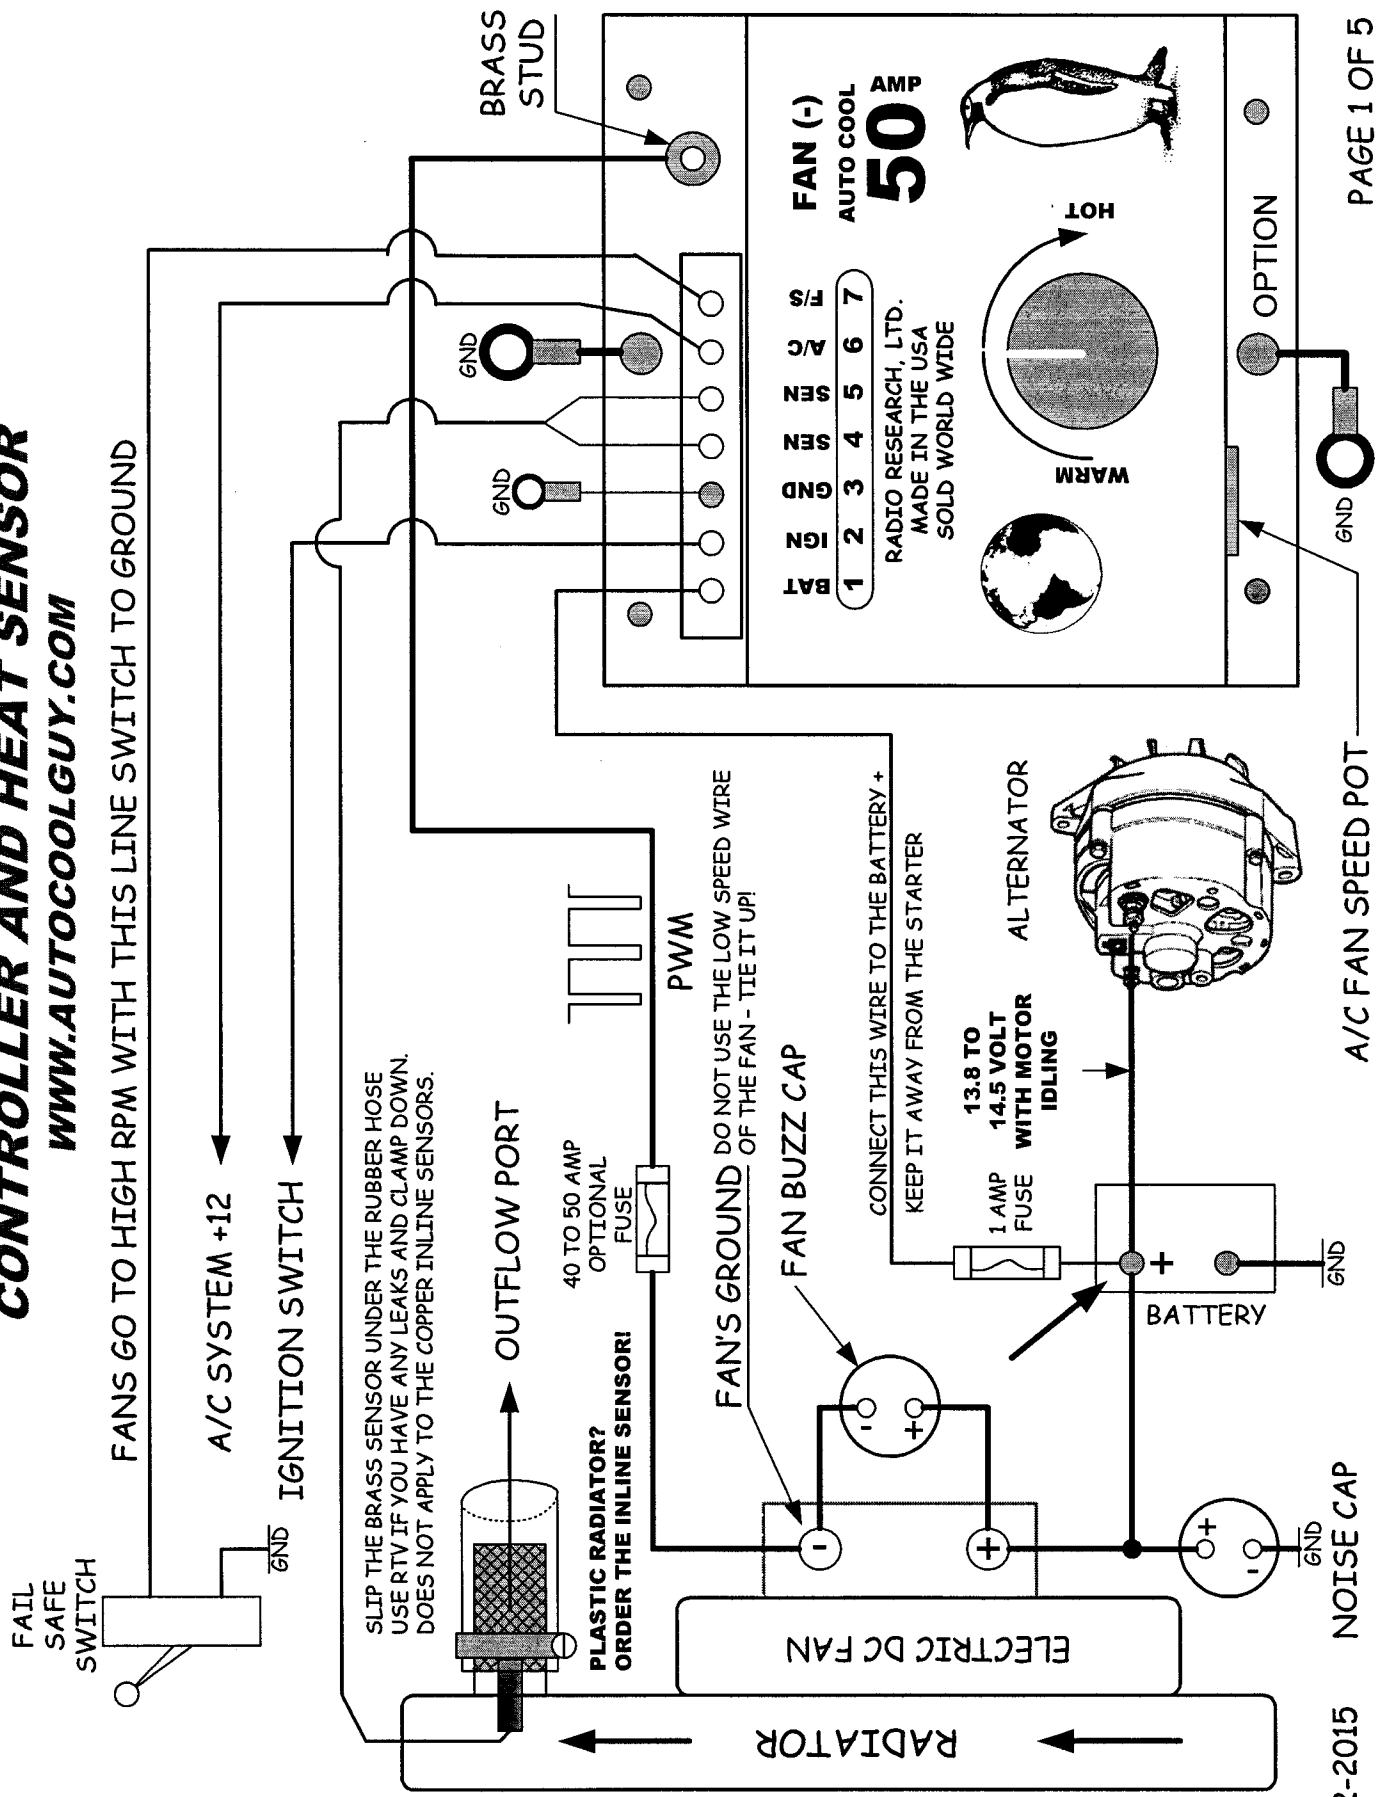 CONTROLLER AND HEAT SENSOR
WWW.AUTOCOOLGUY.COM
FAIL
SAFE
SWITCH
GND
FANS GO TO HIGH RPM WITH THIS LINE SWITCH TO GROUND
A/C SYSTEM +12
IGNITION SWITCH
SLIP THE BRASS SENSOR UNDER THE RUBBER HOSE
USE RTV IF YOU HAVE ANY LEAKS AND CLAMP DOWN.
DOES NOT APPLY TO THE COPPER INLINE SENSORS.
OUTFLOW PORT
PLASTIC RADIATOR?
ORDER THE INLINE SENSOR!
40 TO 50 AMP
OPTIONAL
FUSE
PWM
BRASS
STUD
GND
GND
FAN'S GROUND
DO NOT USE THE LOW SPEED WIRE
OF THE FAN - TIE IT UP!
FAN BUZZ CAP
CONNECT THIS WIRE TO THE BATTERY +
KEEP IT AWAY FROM THE STARTER
1 AMP
FUSE
13.8 TO
14.5 VOLT
WITH MOTOR
IDLING
ALTERNATOR
BAT IGN GND SEN SEN A/C F/S
1 2 3 4 5 6 7
FAN (-)
AUTO COOL
50 AMP
RADIO RESEARCH, LTD.
MADE IN THE USA
SOLD WORLD WIDE
WARM
HOT
OPTION
GND
RADIATOR
ELECTRIC DC FAN
-
+
-
+
+
-
GND
+
BATTERY
GND
NOISE CAP
A/C FAN SPEED POT
-2015
PAGE 1 OF 5